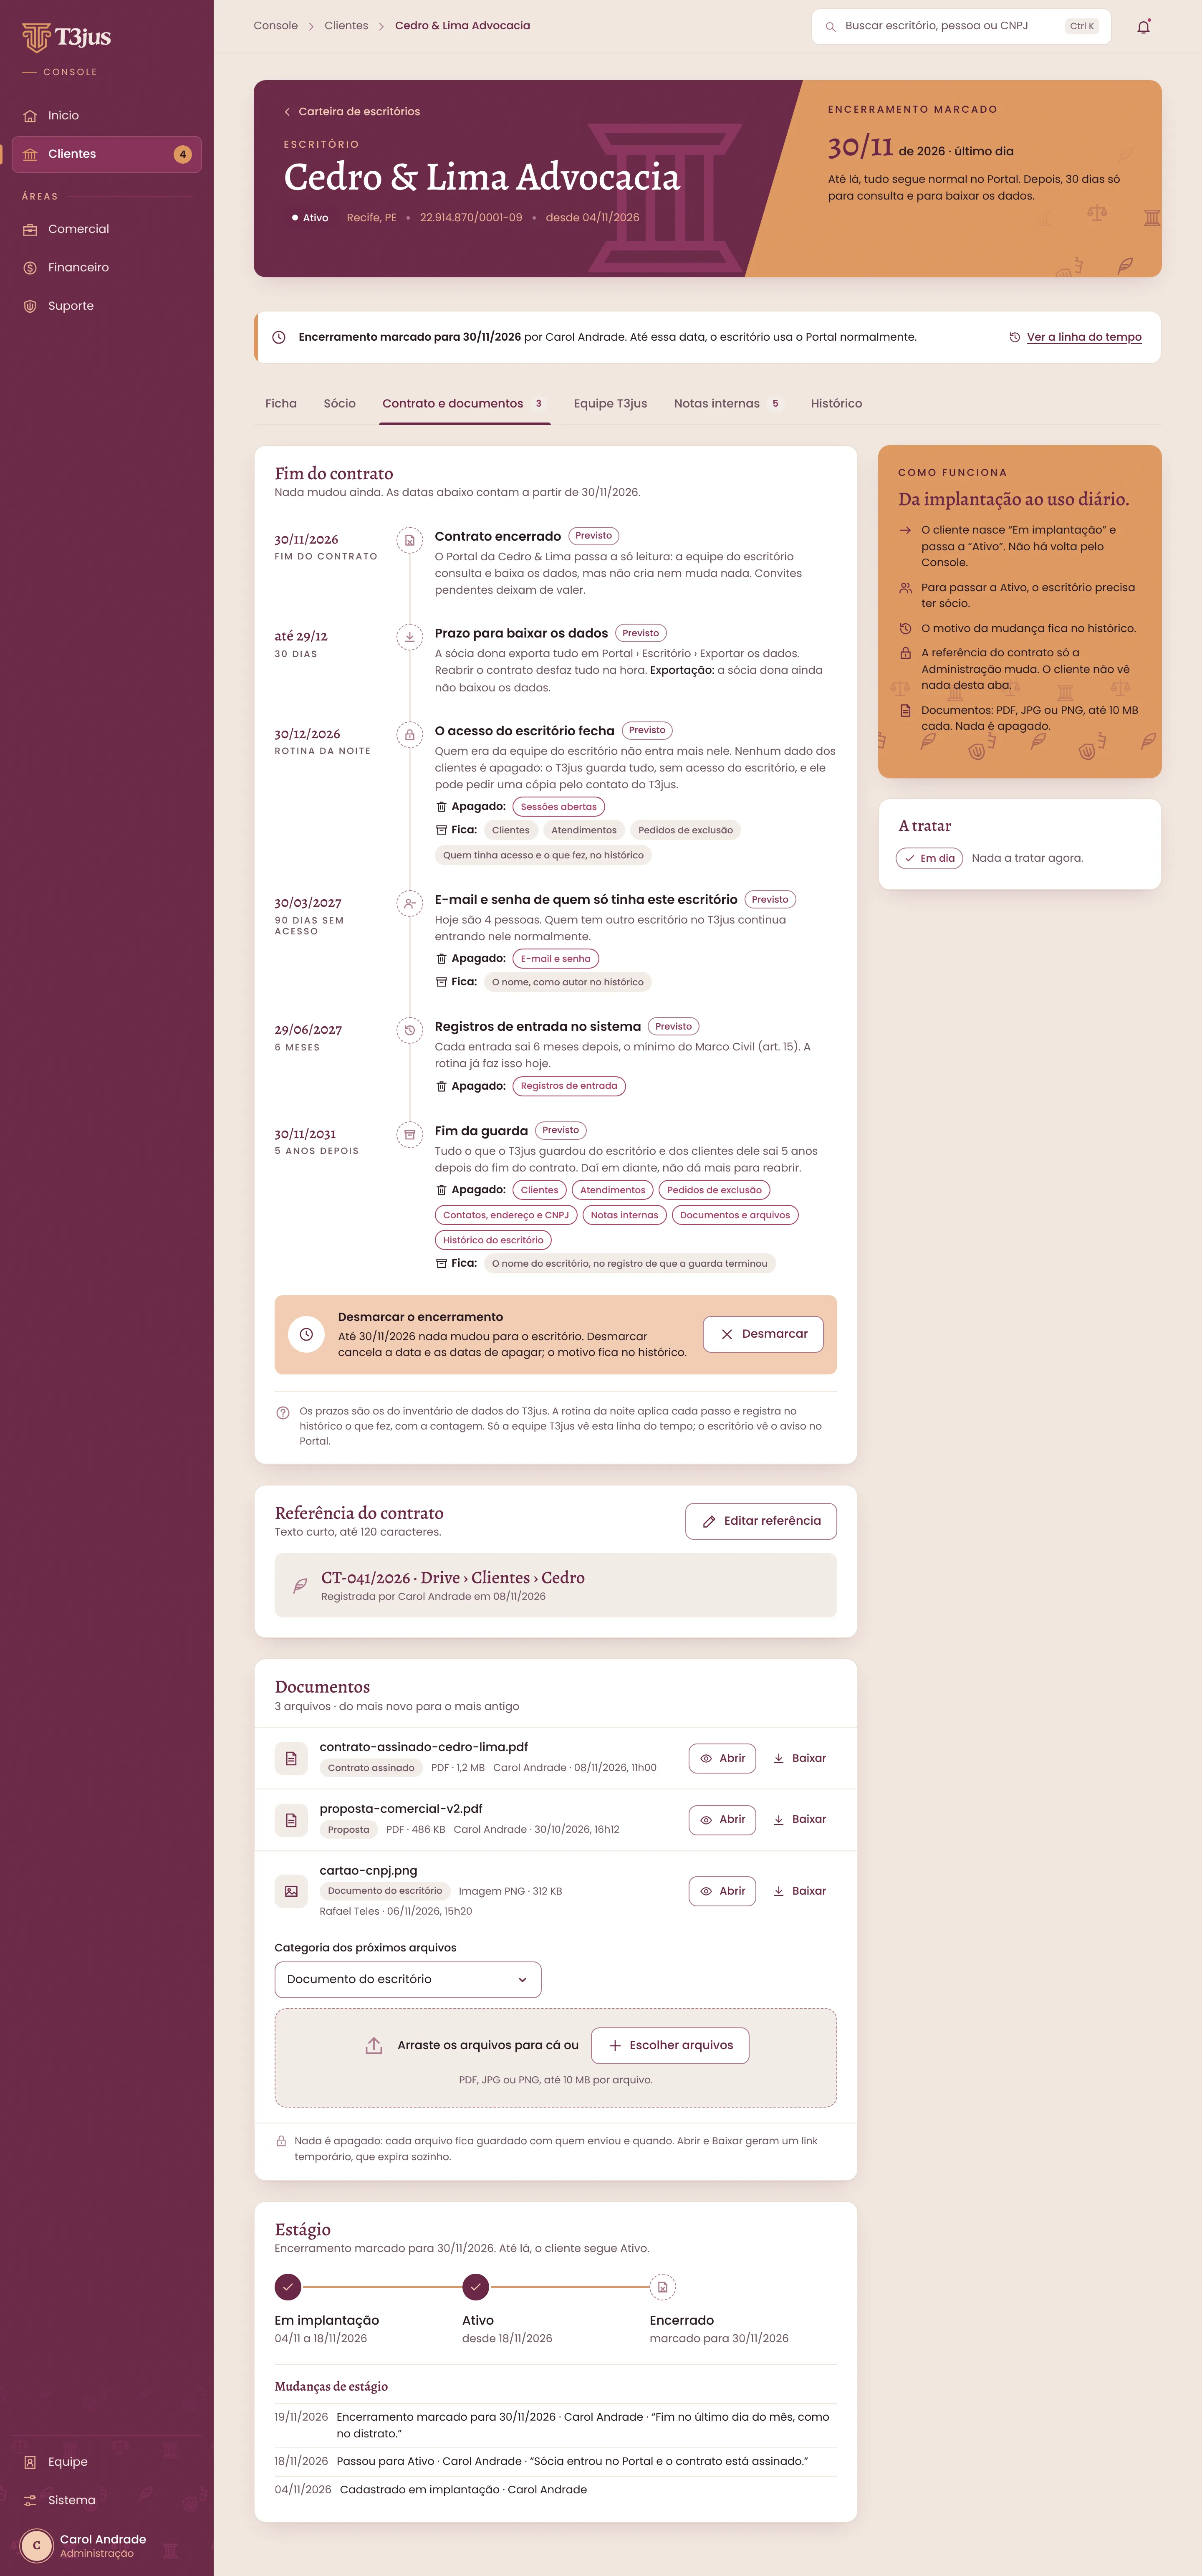 T3jus
CONSOLE
Início
Clientes 4
ÁREAS
Comercial
Financeiro
Suporte
Equipe
Sistema
C
Carol Andrade
Administração
Console > Clientes > Cedro & Lima Advocacia
Buscar escritório, pessoa ou CNPJ Ctrl K
Carteira de escritórios
ESCRITÓRIO
Cedro & Lima Advocacia
Ativo Recife, PE • 22.914.870/0001-09 • desde 04/11/2026
ENCERRAMENTO MARCADO
30/11 de 2026 · último dia
Até lá, tudo segue normal no Portal. Depois, 30 dias só
para consulta e para baixar os dados.
Encerramento marcado para 30/11/2026 por Carol Andrade. Até essa data, o escritório usa o Portal normalmente.
Ver a linha do tempo
Ficha Sócio Contrato e documentos 3 Equipe T3jus Notas internas 5 Histórico
Fim do contrato
Nada mudou ainda. As datas abaixo contam a partir de 30/11/2026.
30/11/2026
FIM DO CONTRATO
Contrato encerrado Previsto
O Portal da Cedro & Lima passa a só leitura: a equipe do escritório
consulta e baixa os dados, mas não cria nem muda nada. Convites
pendentes deixam de valer.
até 29/12
30 DIAS
Prazo para baixar os dados Previsto
A sócia dona exporta tudo em Portal › Escritório › Exportar os dados.
Reabrir o contrato desfaz tudo na hora. Exportação: a sócia dona ainda
não baixou os dados.
30/12/2026
ROTINA DA NOITE
O acesso do escritório fecha Previsto
Quem era da equipe do escritório não entra mais nele. Nenhum dado dos
clientes é apagado: o T3jus guarda tudo, sem acesso do escritório, e ele
pode pedir uma cópia pelo contato do T3jus.
Apagado: Sessões abertas
Fica: Clientes Atendimentos Pedidos de exclusão
Quem tinha acesso e o que fez, no histórico
30/03/2027
90 DIAS SEM
ACESSO
E-mail e senha de quem só tinha este escritório Previsto
Hoje são 4 pessoas. Quem tem outro escritório no T3jus continua
entrando nele normalmente.
Apagado: E-mail e senha
Fica: O nome, como autor no histórico
29/06/2027
6 MESES
Registros de entrada no sistema Previsto
Cada entrada sai 6 meses depois, o mínimo do Marco Civil (art. 15). A
rotina já faz isso hoje.
Apagado: Registros de entrada
30/11/2031
5 ANOS DEPOIS
Fim da guarda Previsto
Tudo o que o T3jus guardou do escritório e dos clientes dele sai 5 anos
depois do fim do contrato. Daí em diante, não dá mais para reabrir.
Apagado: Clientes Atendimentos Pedidos de exclusão
Contatos, endereço e CNPJ Notas internas Documentos e arquivos
Histórico do escritório
Fica: O nome do escritório, no registro de que a guarda terminou
Desmarcar o encerramento
Até 30/11/2026 nada mudou para o escritório. Desmarcar
cancela a data e as datas de apagar; o motivo fica no histórico.
Desmarcar
Os prazos são os do inventário de dados do T3jus. A rotina da noite aplica cada passo e registra no
histórico o que fez, com a contagem. Só a equipe T3jus vê esta linha do tempo; o escritório vê o aviso no
Portal.
COMO FUNCIONA
Da implantação ao uso diário.
O cliente nasce “Em implantação” e
passa a “Ativo”. Não há volta pelo
Console.
Para passar a Ativo, o escritório precisa
ter sócio.
O motivo da mudança fica no histórico.
A referência do contrato só a
Administração muda. O cliente não vê
nada desta aba.
Documentos: PDF, JPG ou PNG, até 10 MB
cada. Nada é apagado.
A tratar
Em dia Nada a tratar agora.
Referência do contrato
Texto curto, até 120 caracteres.
Editar referência
CT-041/2026 · Drive › Clientes › Cedro
Registrada por Carol Andrade em 08/11/2026
Documentos
3 arquivos · do mais novo para o mais antigo
contrato-assinado-cedro-lima.pdf
Contrato assinado PDF · 1,2 MB Carol Andrade · 08/11/2026, 11h00
Abrir Baixar
proposta-comercial-v2.pdf
Proposta PDF · 486 KB Carol Andrade · 30/10/2026, 16h12
Abrir Baixar
cartao-cnpj.png
Documento do escritório Imagem PNG · 312 KB
Rafael Teles · 06/11/2026, 15h20
Abrir Baixar
Categoria dos próximos arquivos
Documento do escritório
Arraste os arquivos para cá ou Escolher arquivos
PDF, JPG ou PNG, até 10 MB por arquivo.
Nada é apagado: cada arquivo fica guardado com quem enviou e quando. Abrir e Baixar geram um link
temporário, que expira sozinho.
Estágio
Encerramento marcado para 30/11/2026. Até lá, o cliente segue Ativo.
Em implantação Ativo Encerrado
04/11 a 18/11/2026 desde 18/11/2026 marcado para 30/11/2026
Mudanças de estágio
19/11/2026 Encerramento marcado para 30/11/2026 · Carol Andrade · “Fim no último dia do mês, como
no distrato.”
18/11/2026 Passou para Ativo · Carol Andrade · “Sócia entrou no Portal e o contrato está assinado.”
04/11/2026 Cadastrado em implantação · Carol Andrade